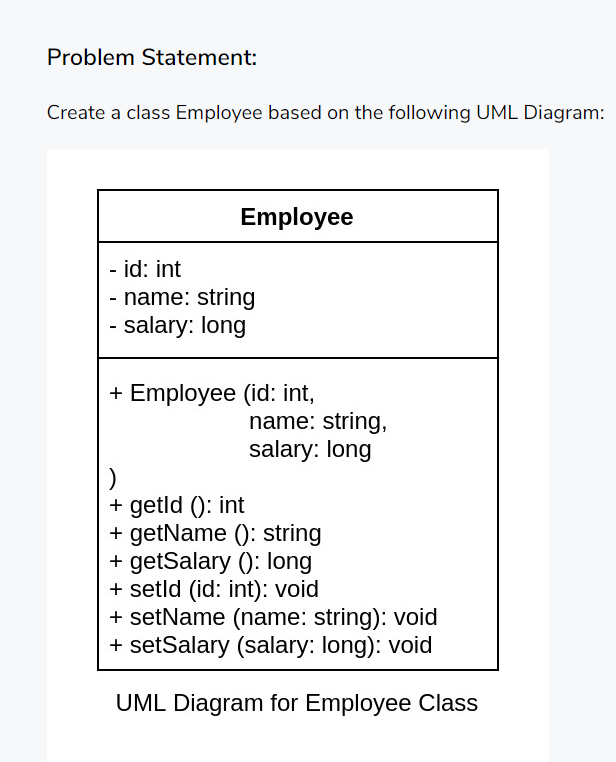 Problem Statement:
Create a class Employee based on the following UML Diagram:
Employee
- id: int
- name: string
- salary: long
+ Employee (id: int,
name: string,
salary: long
)
+ getId (): int
+ getName (): string
+ getSalary (): long
+ setId (id: int): void
+ setName (name: string): void
+ setSalary (salary: long): void
UML Diagram for Employee Class